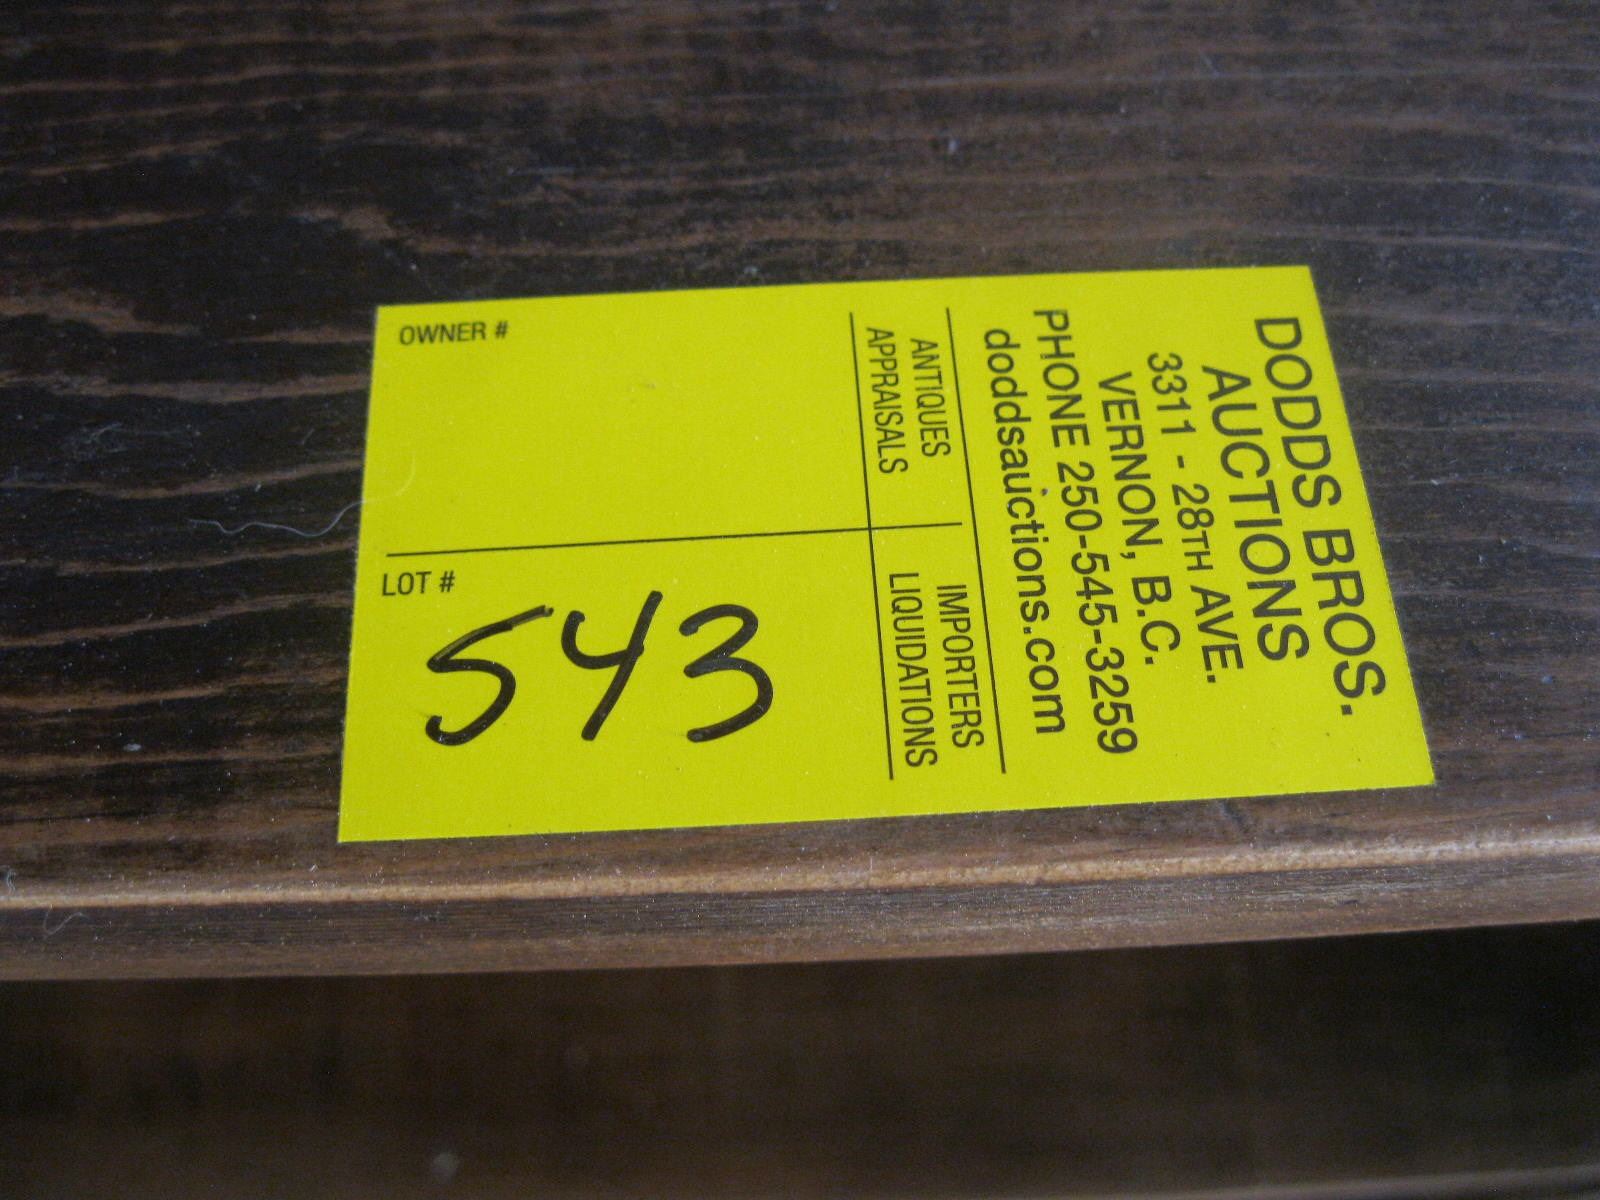 DODDS BROS.
AUCTIONS
3311 - 28TH AVE.
VERNON, B.C.
PHONE 250-545-3259
doddsauctions.com
ANTIQUES
APPRAISALS
IMPORTERS
LIQUIDATIONS
OWNER #
LOT #
543